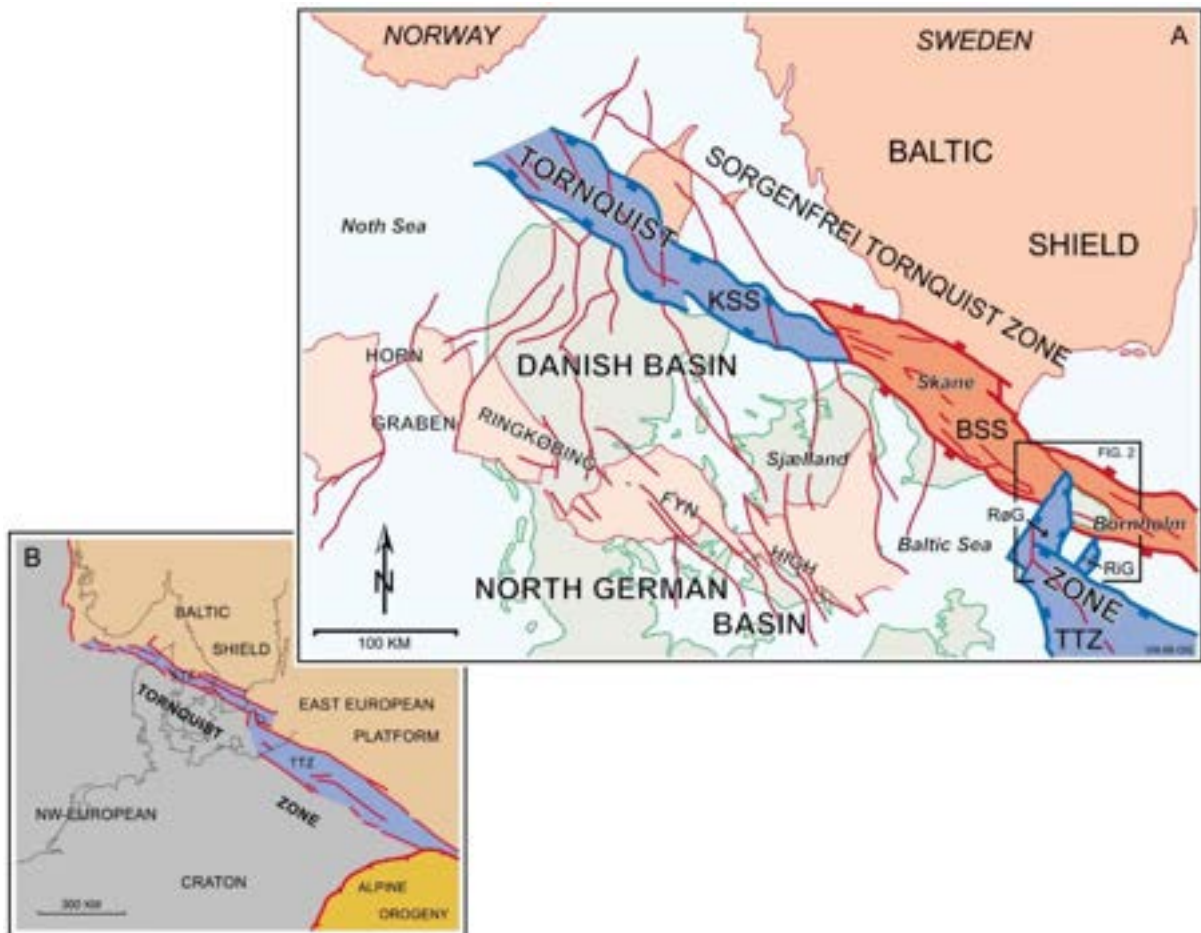 NORWAY
SWEDEN
A
BALTIC
SHIELD
SORGENFREI TORNQUIST ZONE
TORNQUIST
Noth Sea
KSS
HORN
GRABEN
DANISH BASIN
RINGKØBING
Skane
BSS
FIG. 2
Sjælland
FYN
HIGH
RøG
Bornholm
Baltic Sea
RiG
ZONE
TTZ
N
NORTH GERMAN
BASIN
100 KM
B
BALTIC
SHIELD
TORNQUIST
EAST EUROPEAN
PLATFORM
TTZ
NW-EUROPEAN
ZONE
CRATON
ALPINE
OROGENY
300 KM